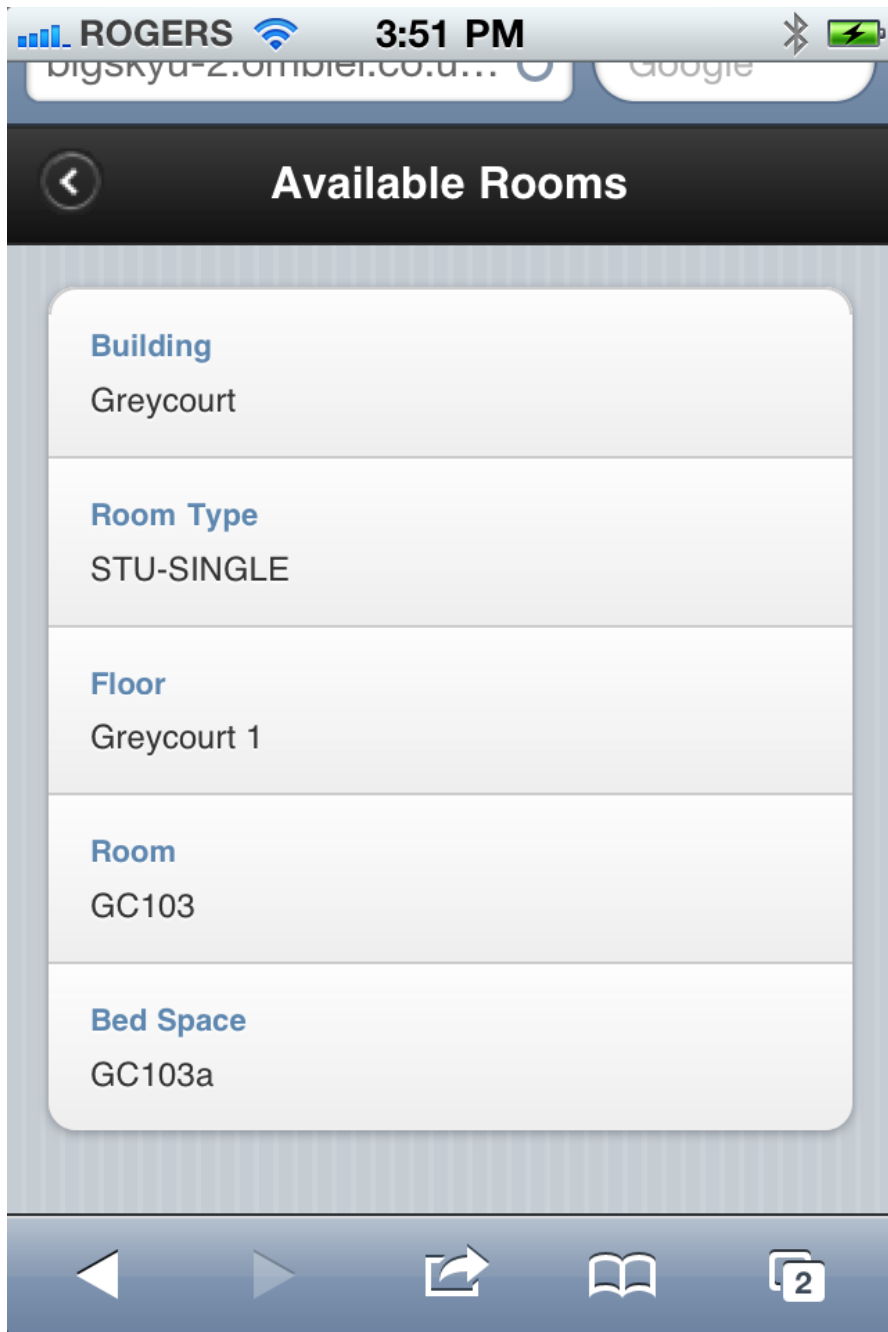 ROGERS 3:51 PM
Google
Available Rooms
Building
Greycourt
Room Type
STU-SINGLE
Floor
Greycourt 1
Room
GC103
Bed Space
GC103a
2